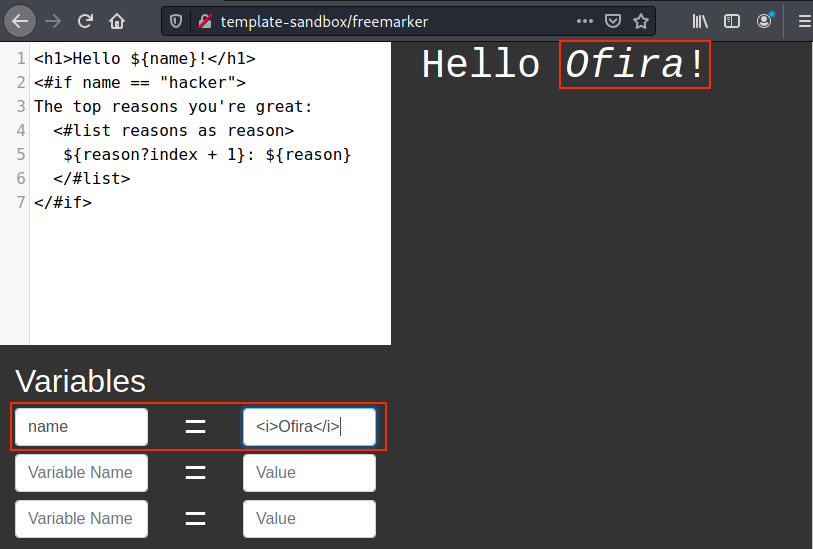 template-sandbox/freemarker
1 <h1>Hello ${name}!</h1>
2 <#if name == "hacker">
3 The top reasons you're great:
4   <#list reasons as reason>
5    ${reason?index + 1}: ${reason}
6   </#list>
7 </#if>
Hello Ofira!
Variables
name = <i>Ofira</i>
Variable Name = Value
Variable Name = Value